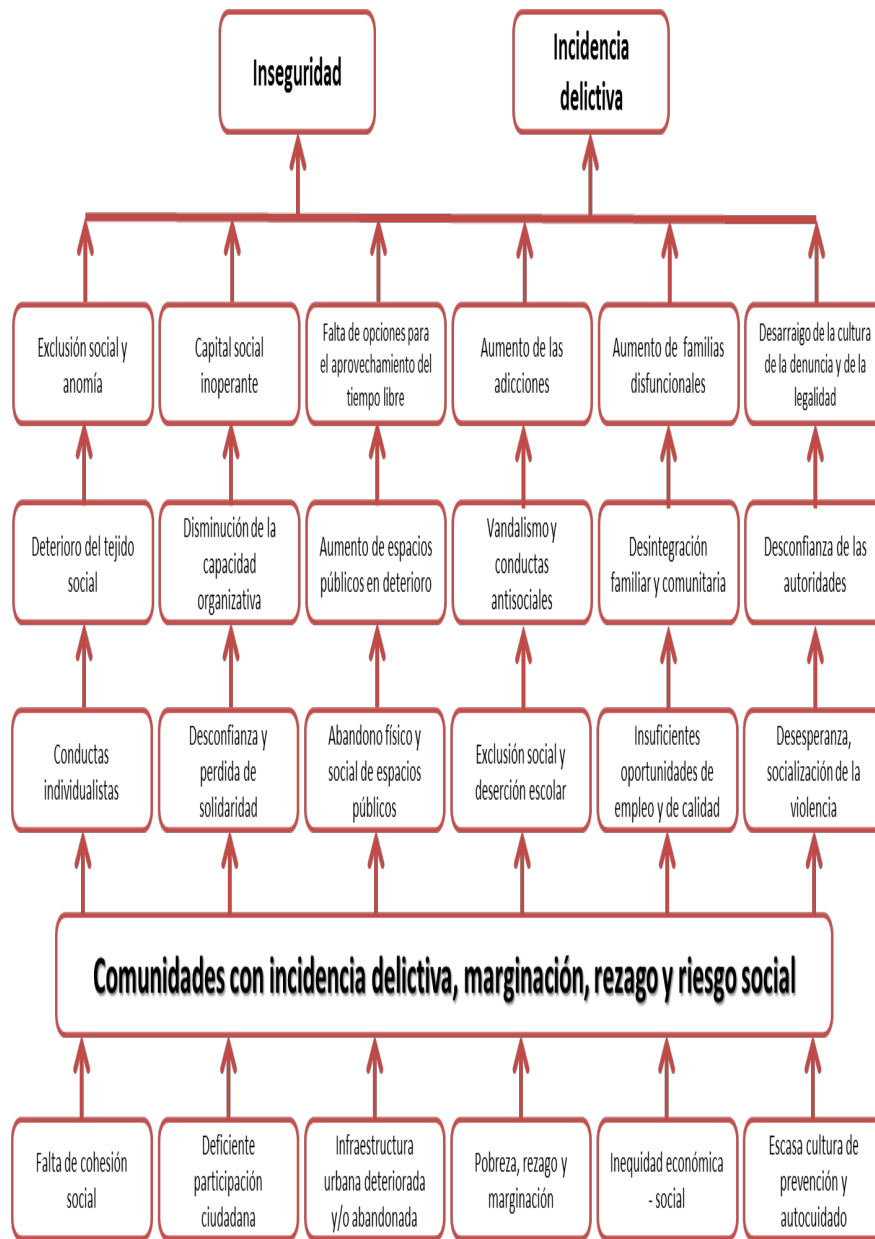 Inseguridad
Incidencia
delictiva
Exclusión social y
anomía
Capital social
inoperante
Falta de opciones para
el aprovechamiento del
tiempo libre
Aumento de las
adicciones
Aumento de familias
disfuncionales
Desarraigo de la cultura
de la denuncia y de la
legalidad
Deterioro del tejido
social
Disminución de la
capacidad
organizativa
Aumento de espacios
públicos en deterioro
Vandalismo y
conductas
antisociales
Desintegración
familiar y comunitaria
Desconfianza de las
autoridades
Conductas
individualistas
Desconfianza y
perdida de
solidaridad
Abandono físico y
social de espacios
públicos
Exclusión social y
deserción escolar
Insuficientes
oportunidades de
empleo y de calidad
Desesperanza,
socialización de la
violencia
Comunidades con incidencia delictiva, marginación, rezago y riesgo social
Falta de cohesión
social
Deficiente
participación
ciudadana
Infraestructura
urbana deteriorada
y/o abandonada
Pobreza, rezago y
marginación
Inequidad económica
- social
Escasa cultura de
prevención y
autocuidado